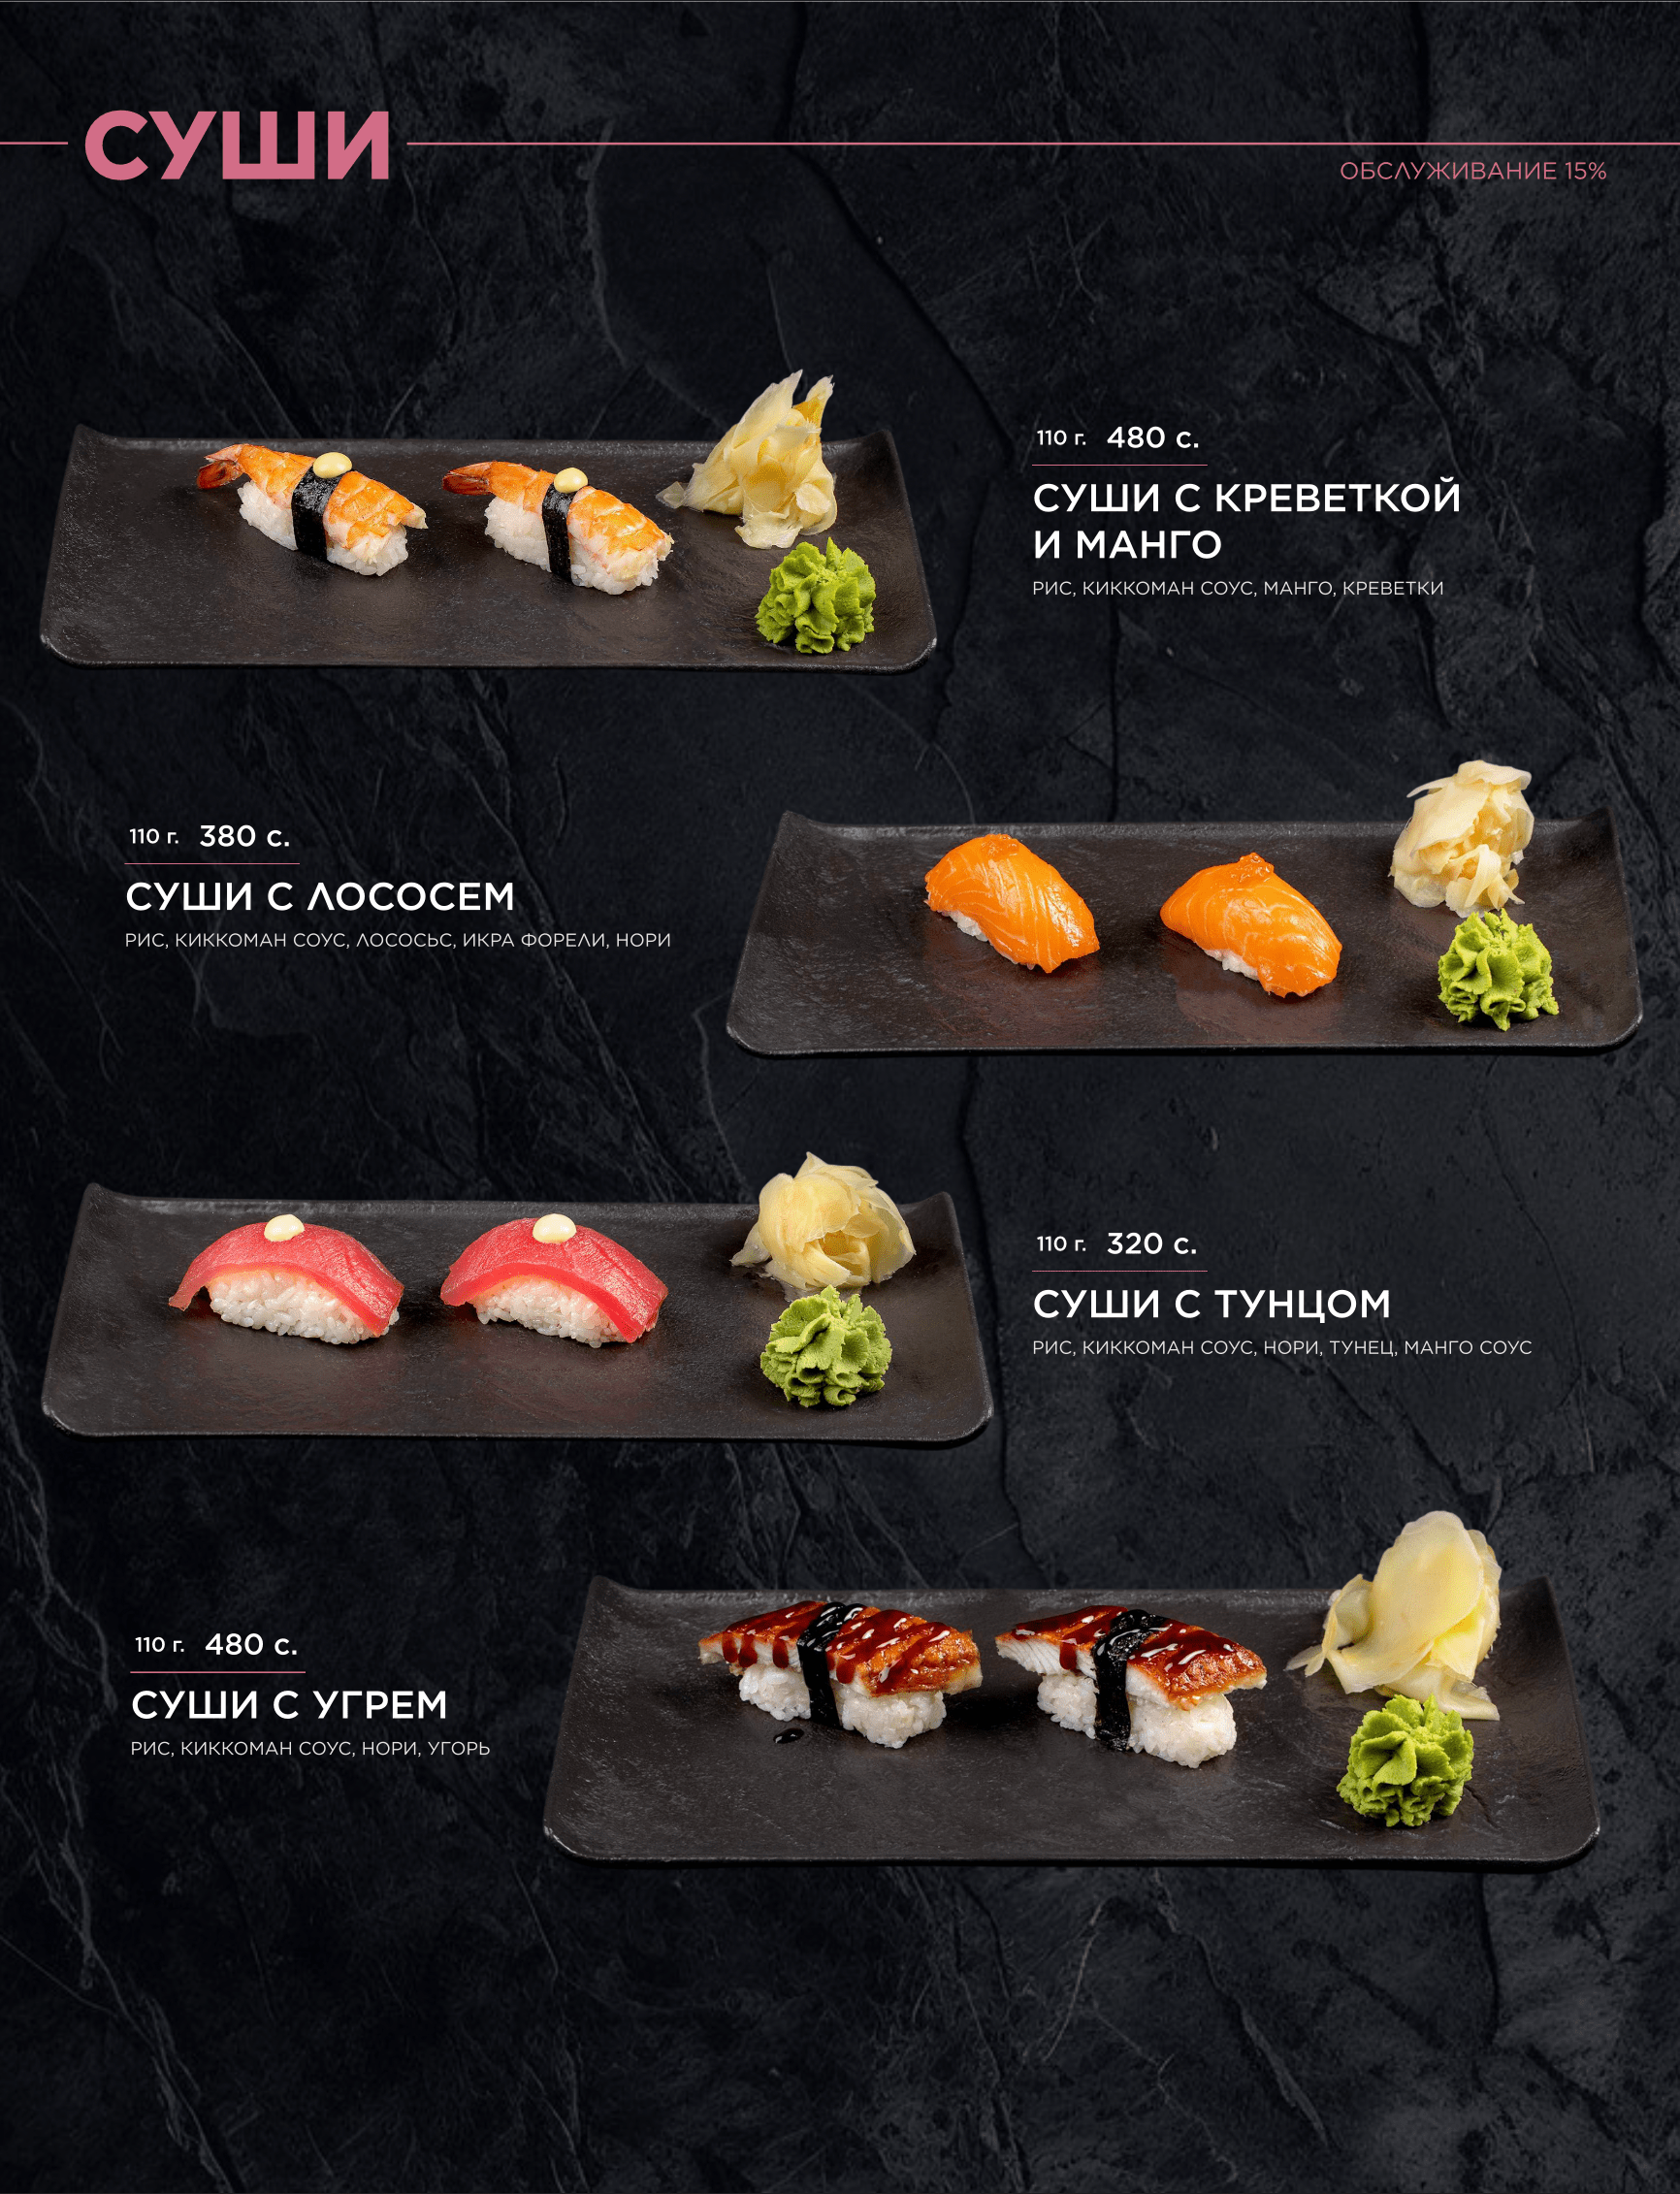 СУШИ
ОБСЛУЖИВАНИЕ 15%
110 г. 480 с.
СУШИ С КРЕВЕТКОЙ
И МАНГО
РИС, КИККОМАН СОУС, МАНГО, КРЕВЕТКИ
110 г. 380 с.
СУШИ С ЛОСОСЕМ
РИС, КИККОМАН СОУС, ЛОСОСЬС, ИКРА ФОРЕЛИ, НОРИ
110 г. 320 с.
СУШИ С ТУНЦОМ
РИС, КИККОМАН СОУС, НОРИ, ТУНЕЦ, МАНГО СОУС
110 г. 480 с.
СУШИ С УГРЕМ
РИС, КИККОМАН СОУС, НОРИ, УГОРЬ